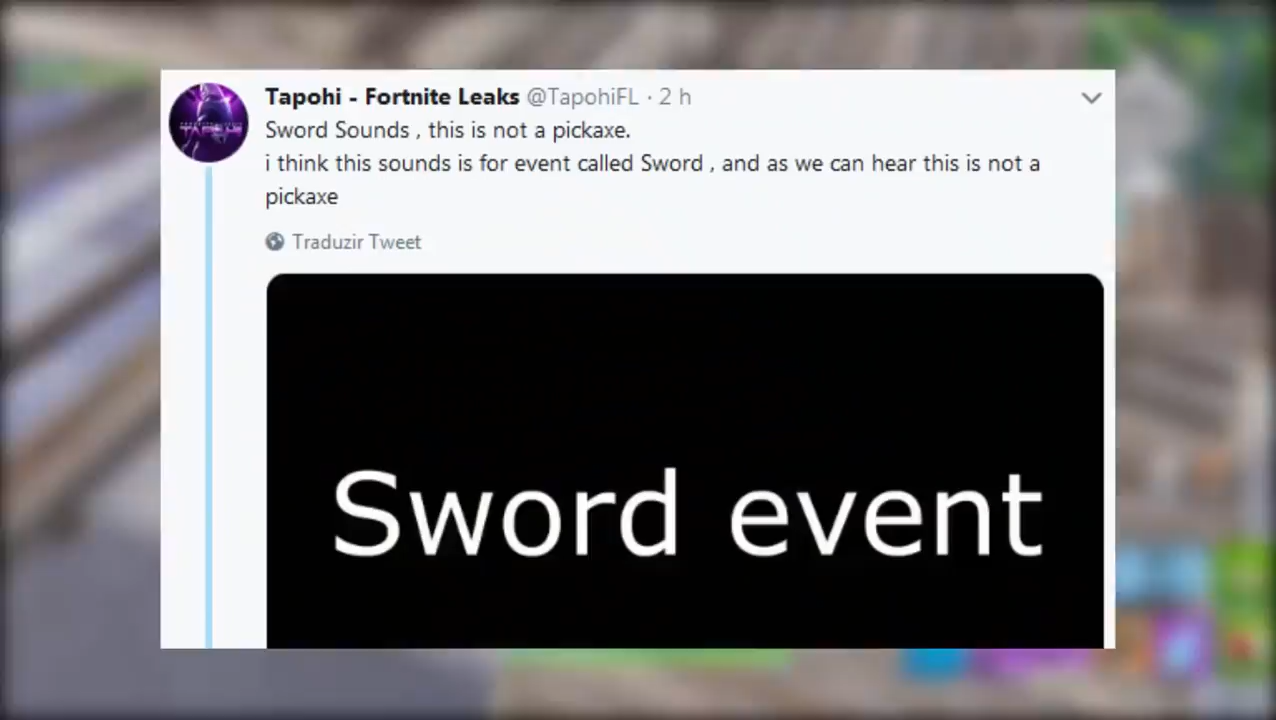 Tapohi - Fortnite Leaks @TapohiFL · 2 h
Sword Sounds , this is not a pickaxe.
i think this sounds is for event called Sword , and as we can hear this is not a
pickaxe
Traduzir Tweet
Sword event